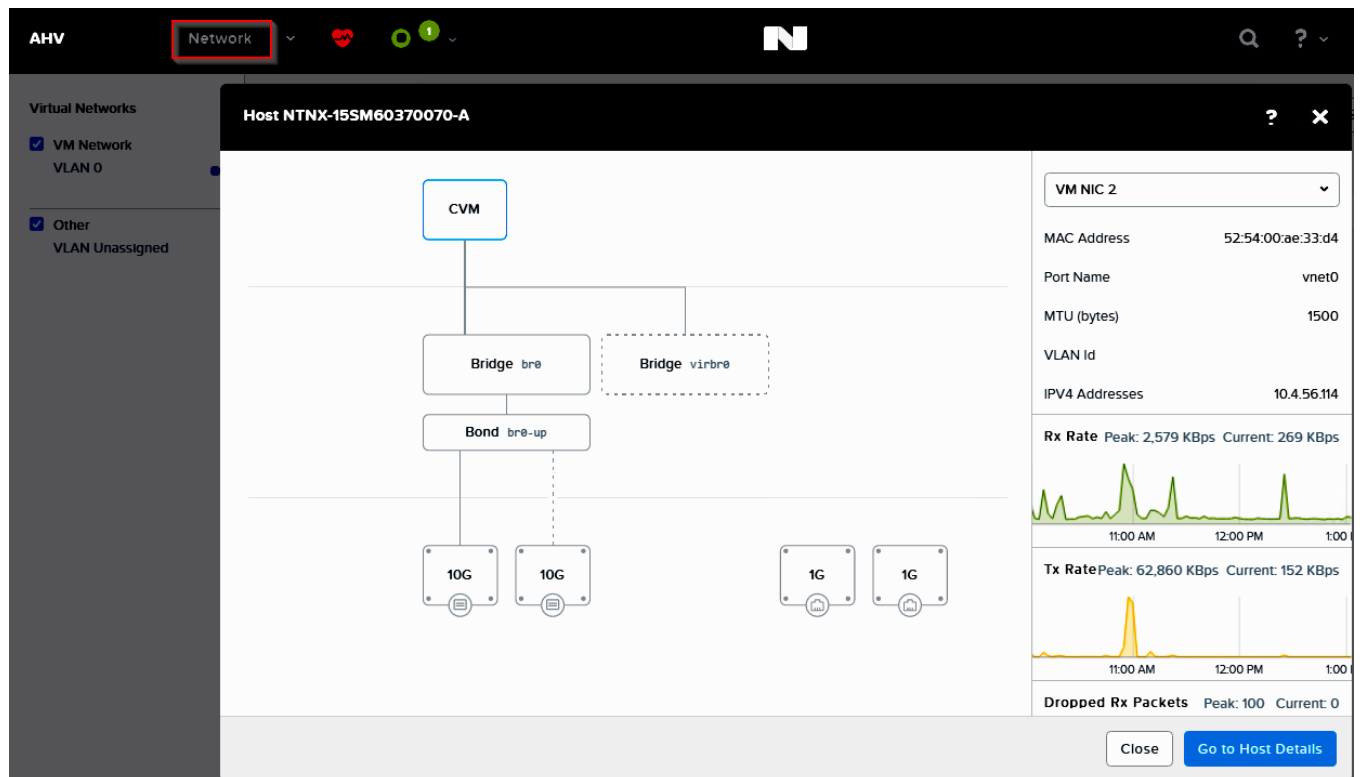 AHV Network 1 ? 
Virtual Networks
VM Network
VLAN 0
Other
VLAN Unassigned
Host NTNX-15SM60370070-A ?
CVM
Bridge br0 Bridge virbr0
Bond br0-up
10G 10G 1G 1G
VM NIC 2
MAC Address 52:54:00:ae:33:d4
Port Name vnet0
MTU (bytes) 1500
VLAN Id
IPV4 Addresses 10.4.56.114
Rx Rate Peak: 2,579 KBps Current: 269 KBps
11:00 AM 12:00 PM 1:00
Tx Rate Peak: 62,860 KBps Current: 152 KBps
11:00 AM 12:00 PM 1:00
Dropped Rx Packets Peak: 100 Current: 0
Close Go to Host Details